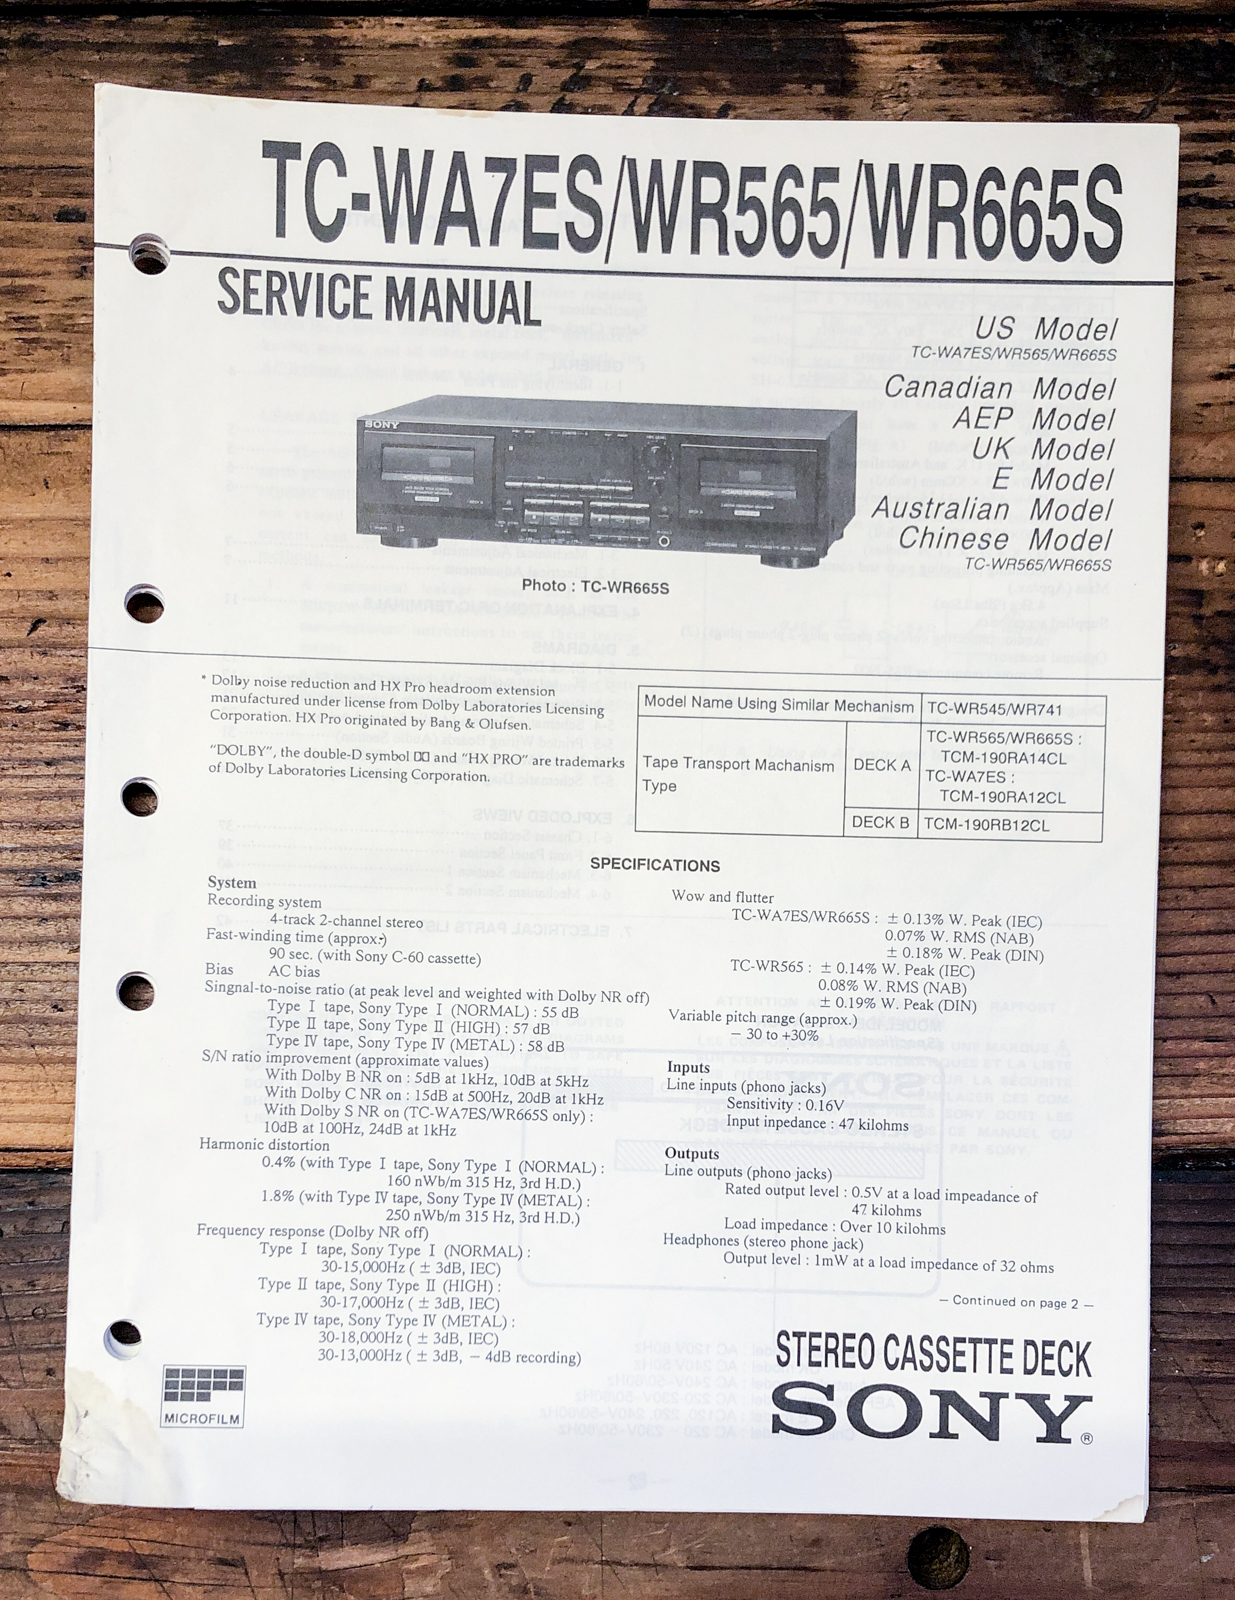 TC-WA7ES/WR565/WR665S
SERVICE MANUAL
US Model
TC-WA7ES/WR565/WR665S
Canadian Model
AEP Model
UK Model
E Model
Australian Model
Chinese Model
TC-WR565/WR665S
SONY
Photo : TC-WR665S
* Dolby noise reduction and HX Pro headroom extension
manufactured under license from Dolby Laboratories Licensing
Corporation. HX Pro originated by Bang & Olufsen.
"DOLBY", the double-D symbol and "HX PRO" are trademarks
of Dolby Laboratories Licensing Corporation.
Model Name Using Similar Mechanism TC-WR545/WR741
Tape Transport Machanism
Type
DECK A
TC-WR565/WR665S :
TCM-190RA14CL
TC-WA7ES :
TCM-190RA12CL
DECK B TCM-190RB12CL
SPECIFICATIONS
System
Recording system
4-track 2-channel stereo
Fast-winding time (approx.)
90 sec. (with Sony C-60 cassette)
Bias AC bias
Singnal-to-noise ratio (at peak level and weighted with Dolby NR off)
Type I tape, Sony Type I (NORMAL) : 55 dB
Type II tape, Sony Type II (HIGH) : 57 dB
Type IV tape, Sony Type IV (METAL) : 58 dB
S/N ratio improvement (approximate values)
With Dolby B NR on : 5dB at 1kHz, 10dB at 5kHz
With Dolby C NR on : 15dB at 500Hz, 20dB at 1kHz
With Dolby S NR on (TC-WA7ES/WR665S only) :
10dB at 100Hz, 24dB at 1kHz
Harmonic distortion
0.4% (with Type I tape, Sony Type I (NORMAL) :
160 nWb/m 315 Hz, 3rd H.D.)
1.8% (with Type IV tape, Sony Type IV (METAL) :
250 nWb/m 315 Hz, 3rd H.D.)
Frequency response (Dolby NR off)
Type I tape, Sony Type I (NORMAL) :
30-15,000Hz ( ± 3dB, IEC)
Type II tape, Sony Type II (HIGH) :
30-17,000Hz ( ± 3dB, IEC)
Type IV tape, Sony Type IV (METAL) :
30-18,000Hz ( ± 3dB, IEC)
30-13,000Hz ( ± 3dB, − 4dB recording)
Wow and flutter
TC-WA7ES/WR665S : ± 0.13% W. Peak (IEC)
0.07% W. RMS (NAB)
± 0.18% W. Peak (DIN)
TC-WR565 : ± 0.14% W. Peak (IEC)
0.08% W. RMS (NAB)
± 0.19% W. Peak (DIN)
Variable pitch range (approx.)
− 30 to +30%
Inputs
Line inputs (phono jacks)
Sensitivity : 0.16V
Input inpedance : 47 kilohms
Outputs
Line outputs (phono jacks)
Rated output level : 0.5V at a load impeadance of
47 kilohms
Load impedance : Over 10 kilohms
Headphones (stereo phone jack)
Output level : 1mW at a load impedance of 32 ohms
— Continued on page 2 —
MICROFILM
STEREO CASSETTE DECK
SONY®